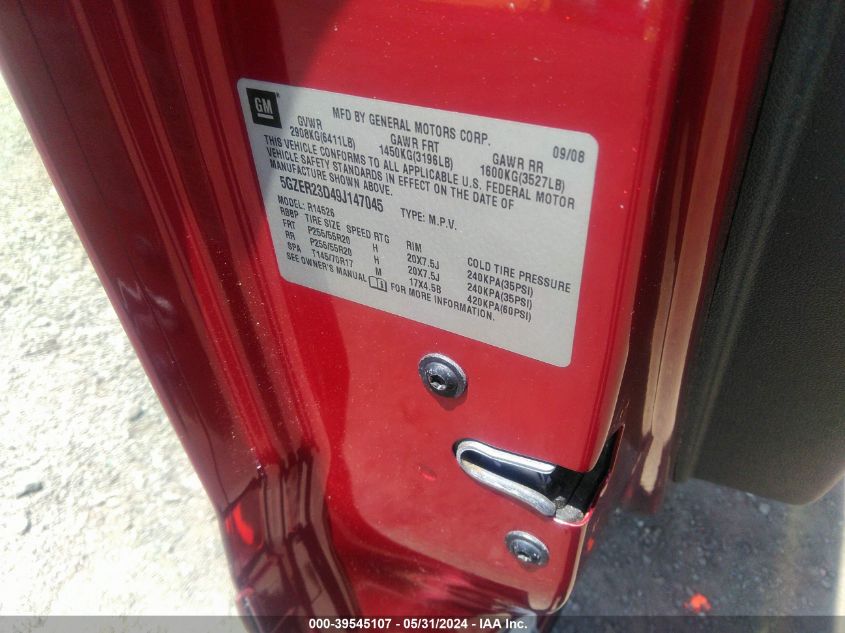 GM
MFD BY GENERAL MOTORS CORP. 09/08
GVWR GAWR FRT GAWR RR
2908KG(6411LB) 1450KG(3196LB) 1600KG(3527LB)
THIS VEHICLE CONFORMS TO ALL APPLICABLE U.S. FEDERAL MOTOR
VEHICLE SAFETY STANDARDS IN EFFECT ON THE DATE OF
MANUFACTURE SHOWN ABOVE.
5GZER23D49J147045 TYPE: M.P.V.
MODEL: R14526
RBBP TIRE SIZE SPEED RTG RIM COLD TIRE PRESSURE
FRT P255/55R20 H 20X7.5J 240KPA(35PSI)
RR P255/55R20 H 20X7.5J 240KPA(35PSI)
SPA T145/70R17 M 17X4.5B 420KPA(60PSI)
SEE OWNER'S MANUAL FOR MORE INFORMATION.
000-39545107 - 05/31/2024 - IAA Inc.